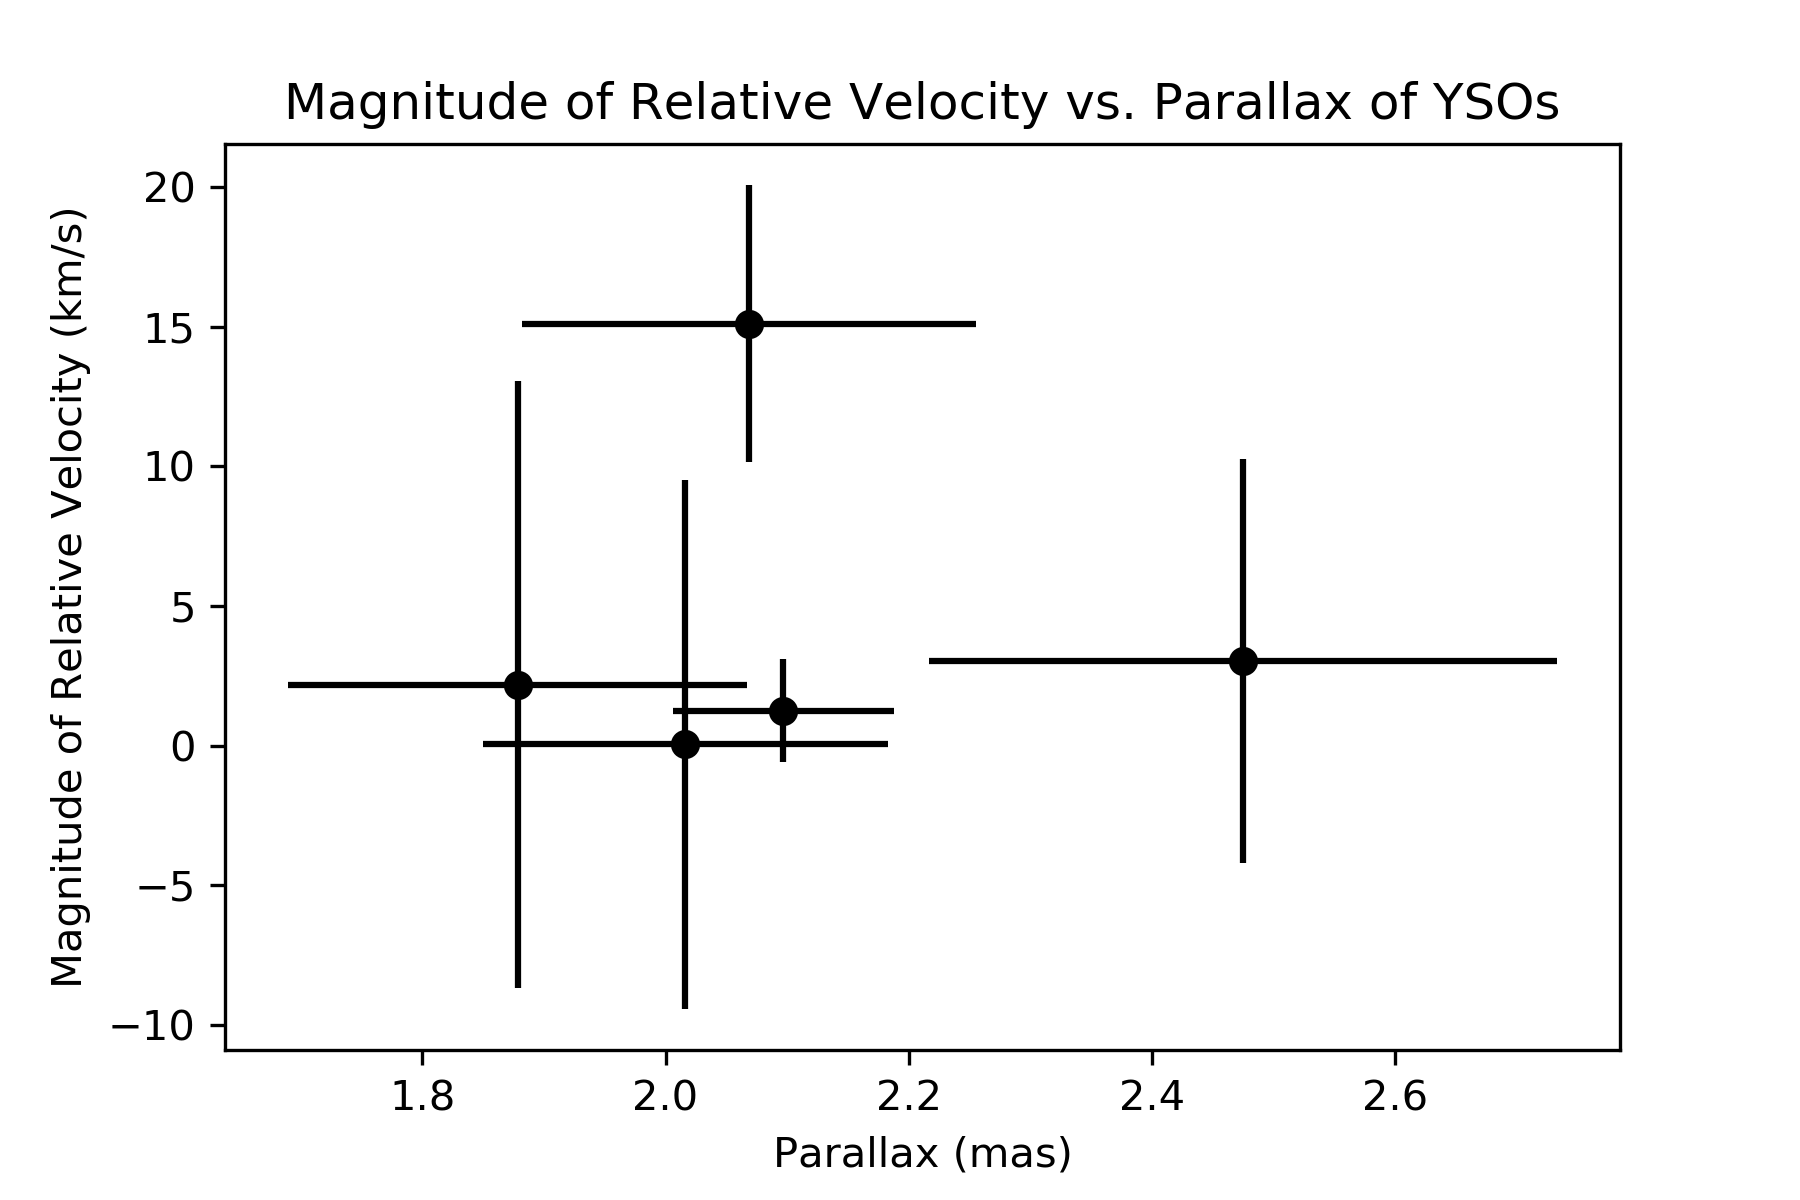 Magnitude of Relative Velocity vs. Parallax of YSOs
Magnitude of Relative Velocity (km/s)
20
15
10
5
0
−5
−10
1.8 2.0 2.2 2.4 2.6
Parallax (mas)